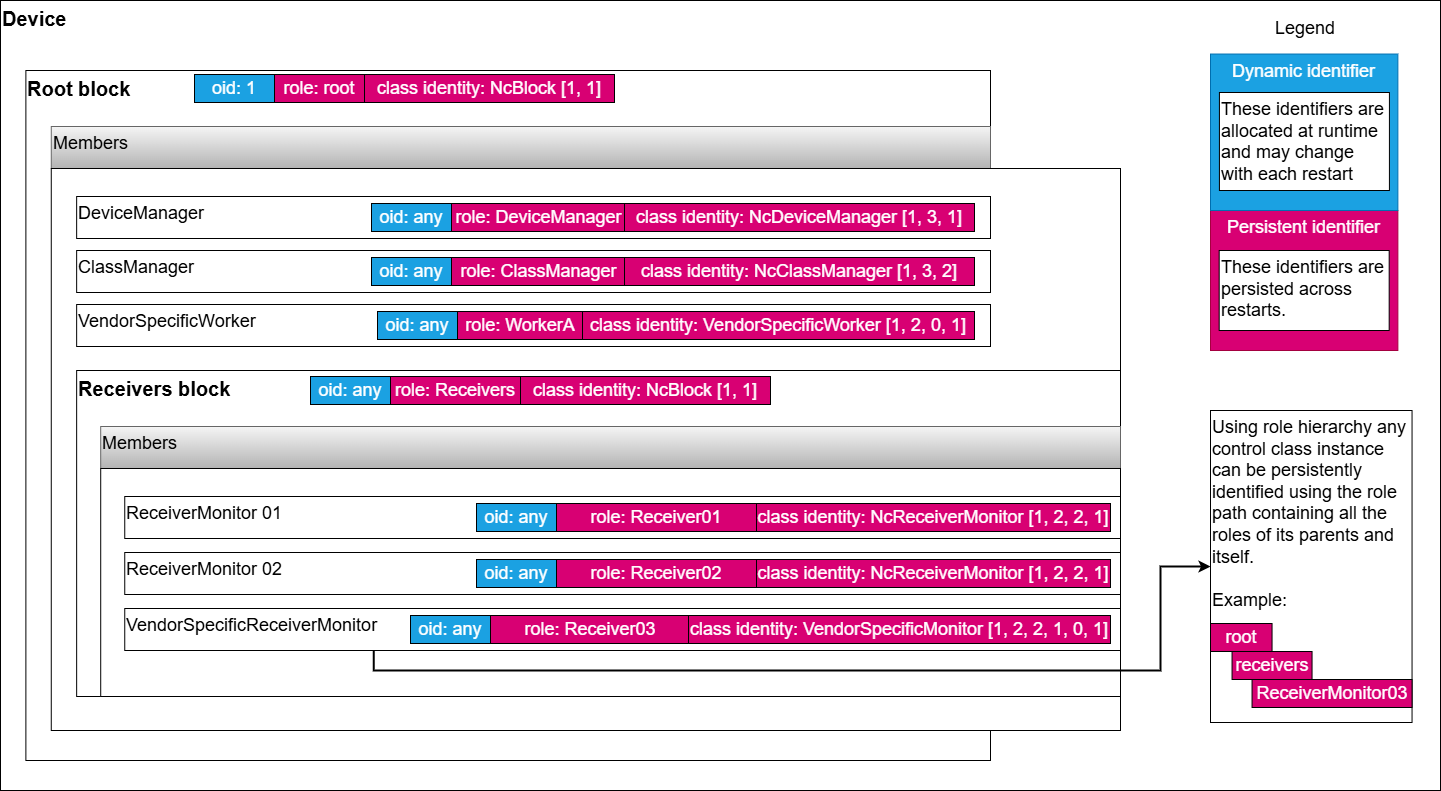 Device
Root block
oid: 1
role: root
class identity: NcBlock [1, 1]
Members
DeviceManager
oid: any
role: DeviceManager
class identity: NcDeviceManager [1, 3, 1]
ClassManager
oid: any
role: ClassManager
class identity: NcClassManager [1, 3, 2]
VendorSpecificWorker
oid: any
role: WorkerA
class identity: VendorSpecificWorker [1, 2, 0, 1]
Receivers block
oid: any
role: Receivers
class identity: NcBlock [1, 1]
Members
ReceiverMonitor 01
oid: any
role: Receiver01
class identity: NcReceiverMonitor [1, 2, 2, 1]
ReceiverMonitor 02
oid: any
role: Receiver02
class identity: NcReceiverMonitor [1, 2, 2, 1]
VendorSpecificReceiverMonitor
oid: any
role: Receiver03
class identity: VendorSpecificMonitor [1, 2, 2, 1, 0, 1]
Legend
Dynamic identifier
These identifiers are
allocated at runtime
and may change
with each restart
Persistent identifier
These identifiers are
persisted across
restarts.
Using role hierarchy any
control class instance
can be persistently
identified using the role
path containing all the
roles of its parents and
itself.
Example:
root
receivers
ReceiverMonitor03